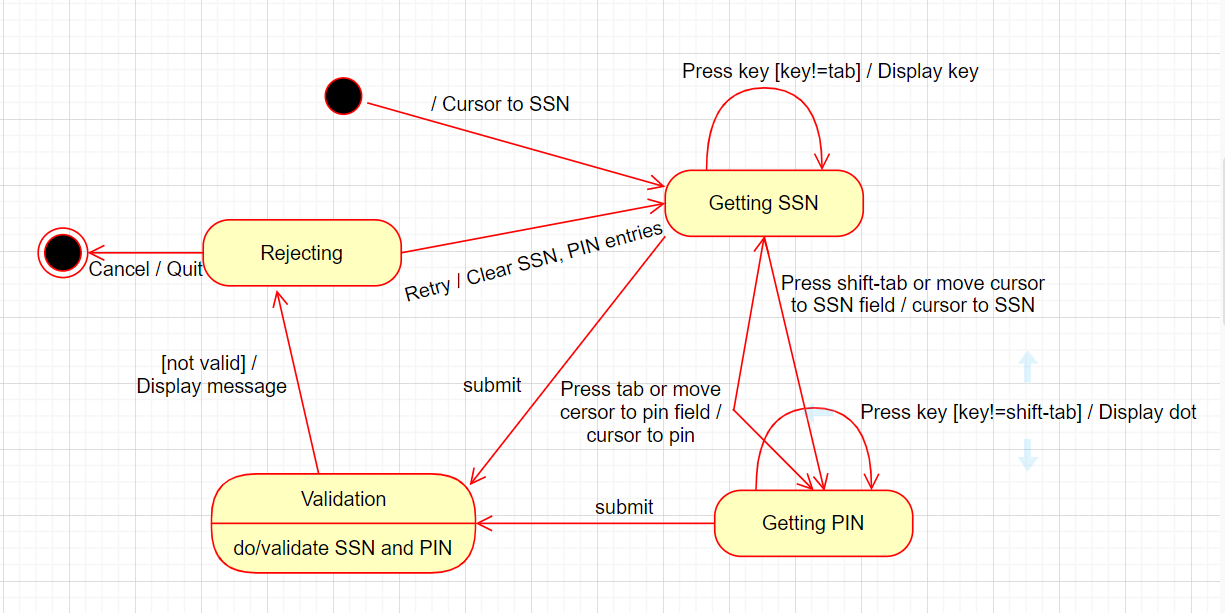 Press key [key!=tab] / Display key
/ Cursor to SSN
Getting SSN
Rejecting
Cancel / Quit
Retry / Clear SSN, PIN entries
Press shift-tab or move cursor
to SSN field / cursor to SSN
[not valid] /
Display message
submit
Press tab or move
cersor to pin field /
cursor to pin
Press key [key!=shift-tab] / Display dot
Validation
do/validate SSN and PIN
submit
Getting PIN